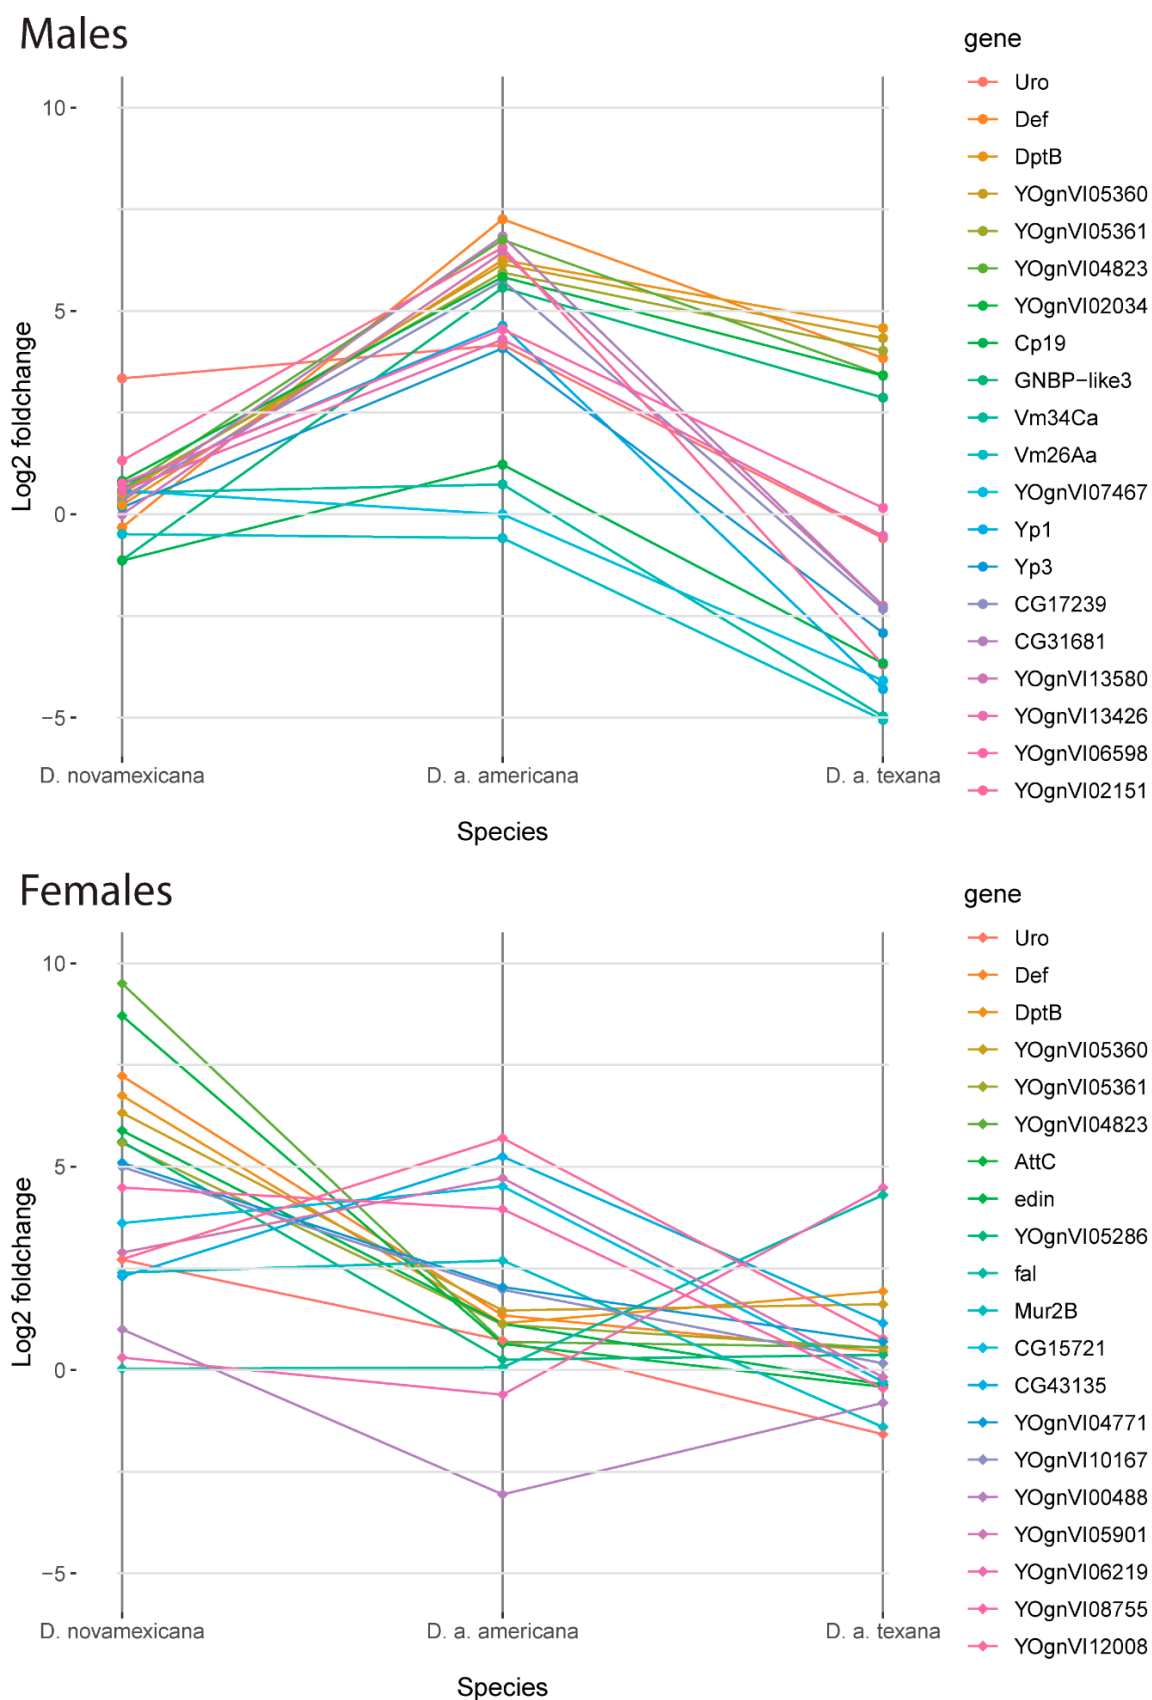 Males
gene
Uro
Def
DptB
YOgnVI05360
YOgnVI05361
YOgnVI04823
YOgnVI02034
Cp19
GNBP−like3
Vm34Ca
Vm26Aa
YOgnVI07467
Yp1
Yp3
CG17239
CG31681
YOgnVI13580
YOgnVI13426
YOgnVI06598
YOgnVI02151
10
5
0
−5
Log2 foldchange
D. novamexicana
D. a. americana
D. a. texana
Species
Females
gene
Uro
Def
DptB
YOgnVI05360
YOgnVI05361
YOgnVI04823
AttC
edin
YOgnVI05286
fal
Mur2B
CG15721
CG43135
YOgnVI04771
YOgnVI10167
YOgnVI00488
YOgnVI05901
YOgnVI06219
YOgnVI08755
YOgnVI12008
10
5
0
−5
Log2 foldchange
D. novamexicana
D. a. americana
D. a. texana
Species